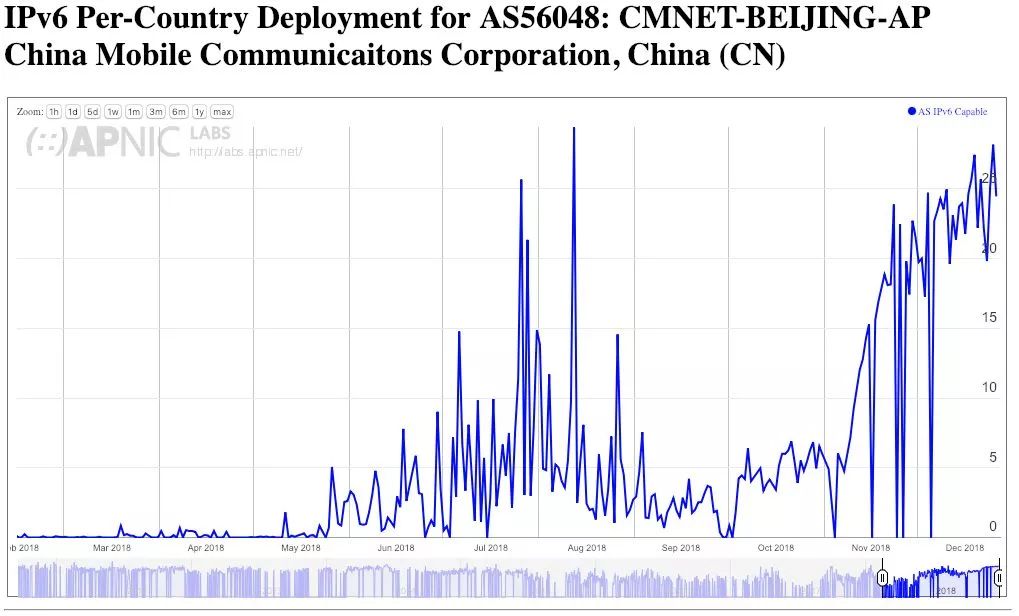 IPv6 Per-Country Deployment for AS56048: CMNET-BEIJING-AP
China Mobile Communicaitons Corporation, China (CN)
Zoom: 1h 1d 5d 1w 1m 3m 6m 1y max
AS IPv6 Capable
(::) APNIC LABS
http://labs.apnic.net/
25
20
15
10
5
0
b 2018 Mar 2018 Apr 2018 May 2018 Jun 2018 Jul 2018 Aug 2018 Sep 2018 Oct 2018 Nov 2018 Dec 2018
2018